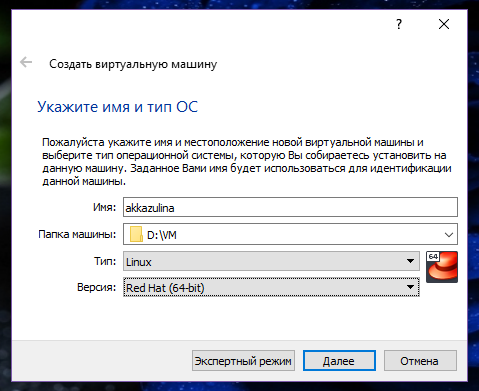 ?
Создать виртуальную машину
Укажите имя и тип ОС
Пожалуйста укажите имя и местоположение новой виртуальной машины и
выберите тип операционной системы, которую Вы собираетесь установить на
данную машину. Заданное Вами имя будет использоваться для идентификации
данной машины.
Имя: akkazulina
Папка машины: D:\VM
Тип: Linux
64
Версия: Red Hat (64-bit)
Экспертный режим Далее Отмена